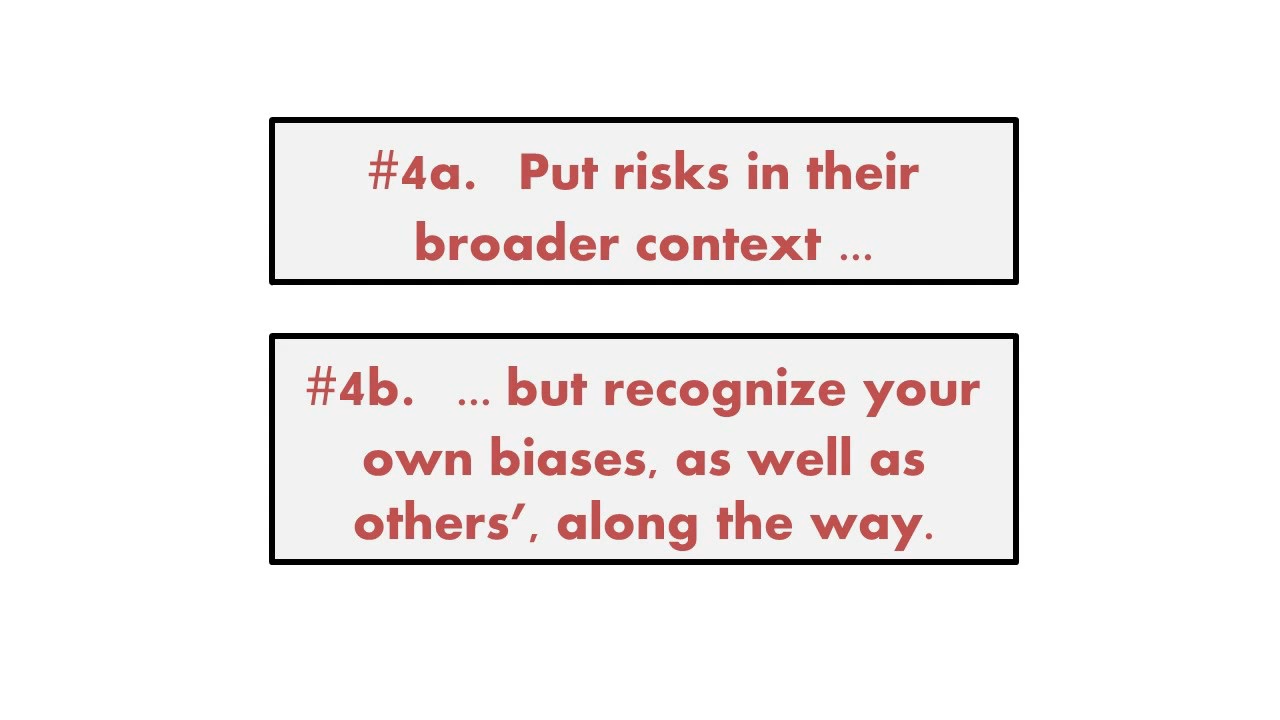 #4a. Put risks in their
broader context ...
#4b. ... but recognize your
own biases, as well as
others’, along the way.